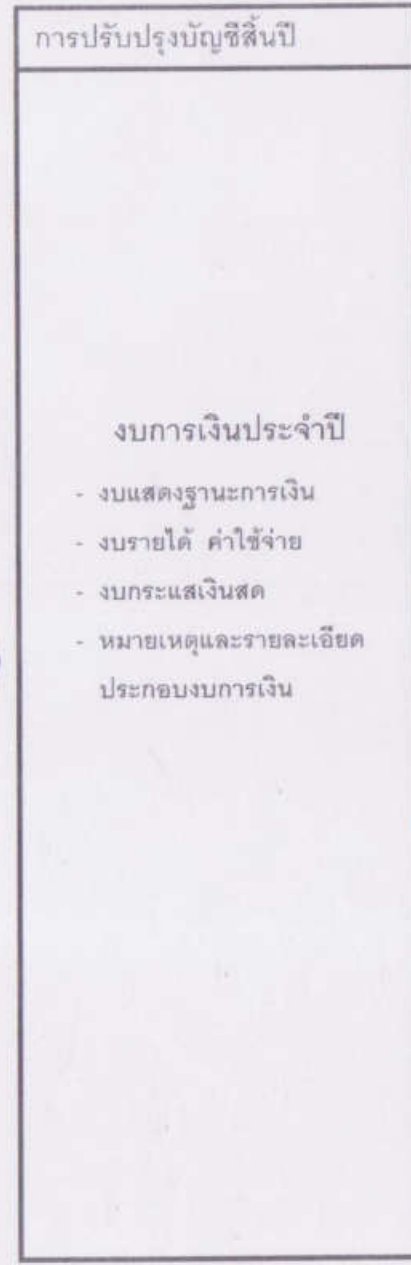 การปรับปรุงบัญชีสิ้นปี
งบการเงินประจำปี
- งบแสดงฐานะการเงิน
- งบรายได้ ค่าใช้จ่าย
- งบกระแสเงินสด
- หมายเหตุและรายละเอียด
ประกอบงบการเงิน